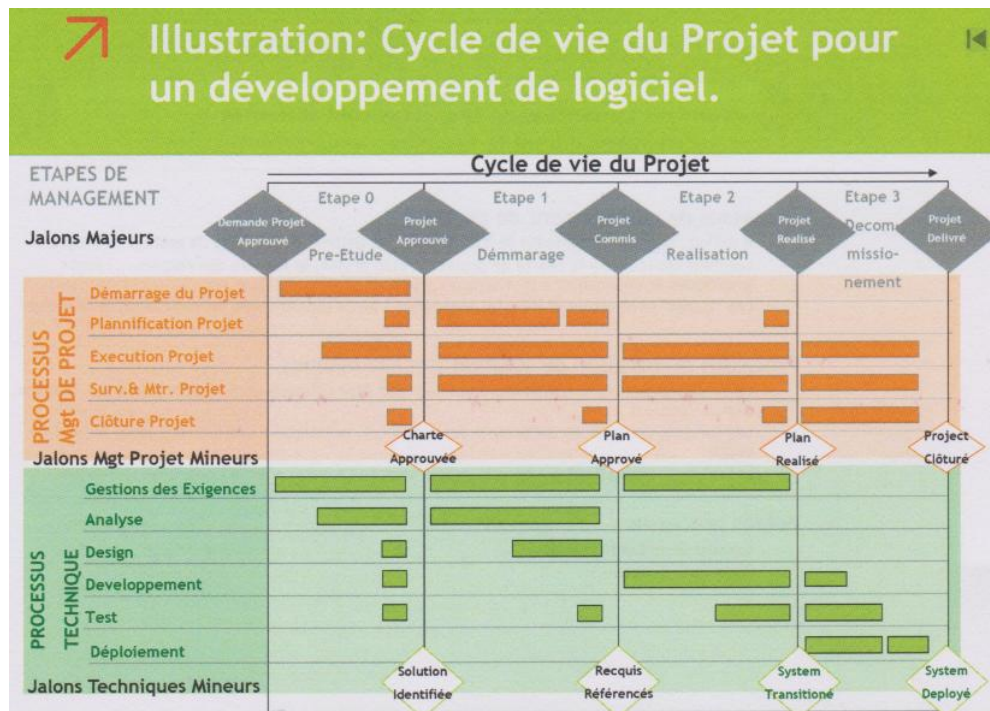 Illustration: Cycle de vie du Projet pour
un développement de logiciel.
Cycle de vie du Projet
ETAPES DE
MANAGEMENT
Etape 0
Etape 1
Etape 2
Etape 3
Jalons Majeurs
Demande Projet
Approuvé
Projet
Approuvé
Projet
Commis
Projet
Realisé
Projet
Delivré
Pre-Etude
Démmarage
Realisation
Decom
missio-
nement
PROCESSUS
Mgt DE PROJET
Démarrage du Projet
Plannification Projet
Execution Projet
Surv.& Mtr. Projet
Clôture Projet
Jalons Mgt Projet Mineurs
Charte
Approuvée
Plan
Approuvé
Plan
Realisé
Project
Clôturé
PROCESSUS
TECHNIQUE
Gestions des Exigences
Analyse
Design
Developpement
Test
Déploiement
Jalons Techniques Mineurs
Solution
Identifiée
Recquis
Référencés
System
Transitioné
System
Deployé